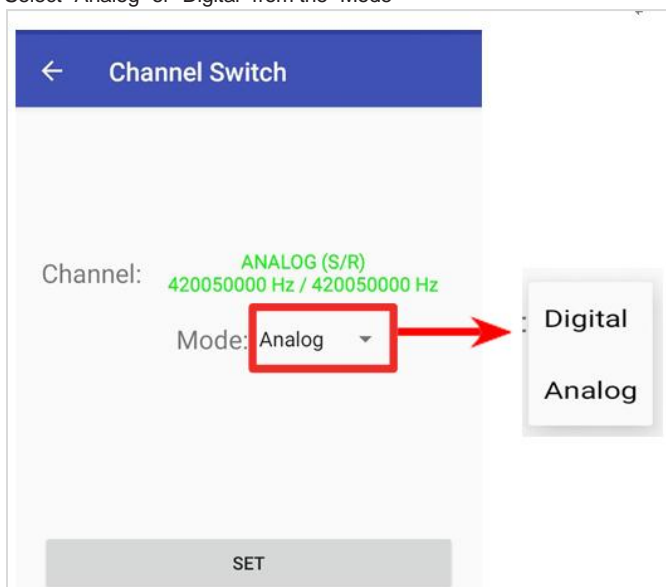 Select "Analog" or "Digital" from the "Mode"
Channel Switch
Channel:
ANALOG (S/R)
420050000 Hz / 420050000 Hz
Mode: Analog
: Digital
Analog
SET